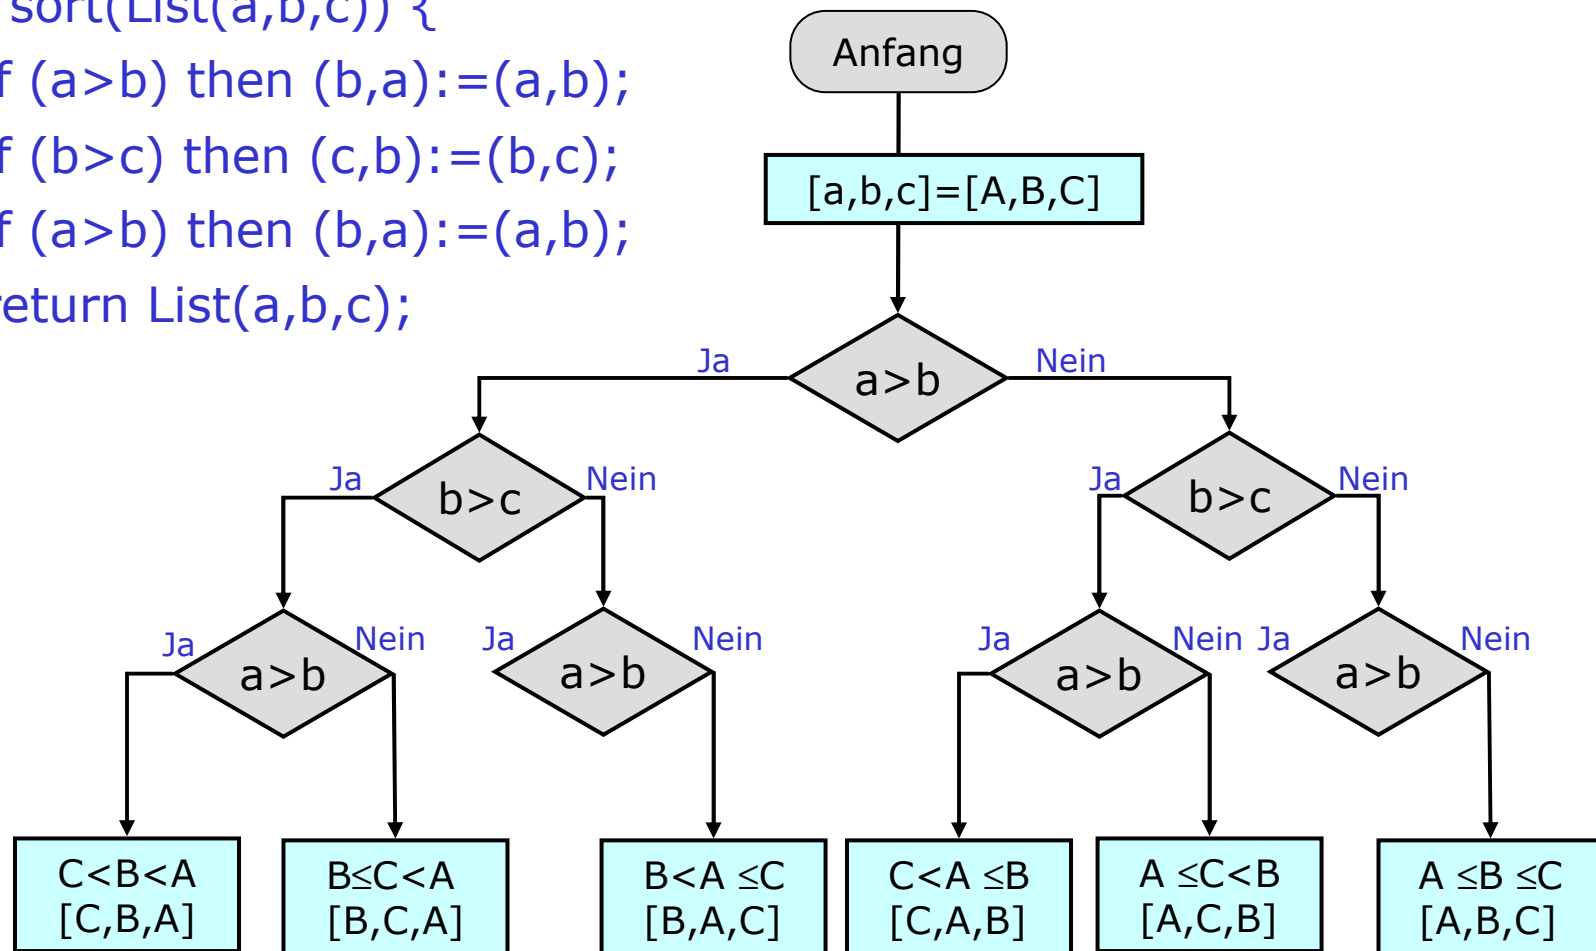 sort(List(a,b,c)) {
f (a>b) then (b,a):=(a,b);
f (b>c) then (c,b):=(b,c);
f (a>b) then (b,a):=(a,b);
return List(a,b,c);
Anfang
[a,b,c]=[A,B,C]
Ja
a>b
Nein
Ja
b>c
Nein
Ja
b>c
Nein
Ja
a>b
Nein
Ja
a>b
Nein
Ja
a>b
Nein
Ja
a>b
Nein
C<B<A
[C,B,A]
B≤C<A
[B,C,A]
B<A ≤C
[B,A,C]
C<A ≤B
[C,A,B]
A ≤C<B
[A,C,B]
A ≤B ≤C
[A,B,C]